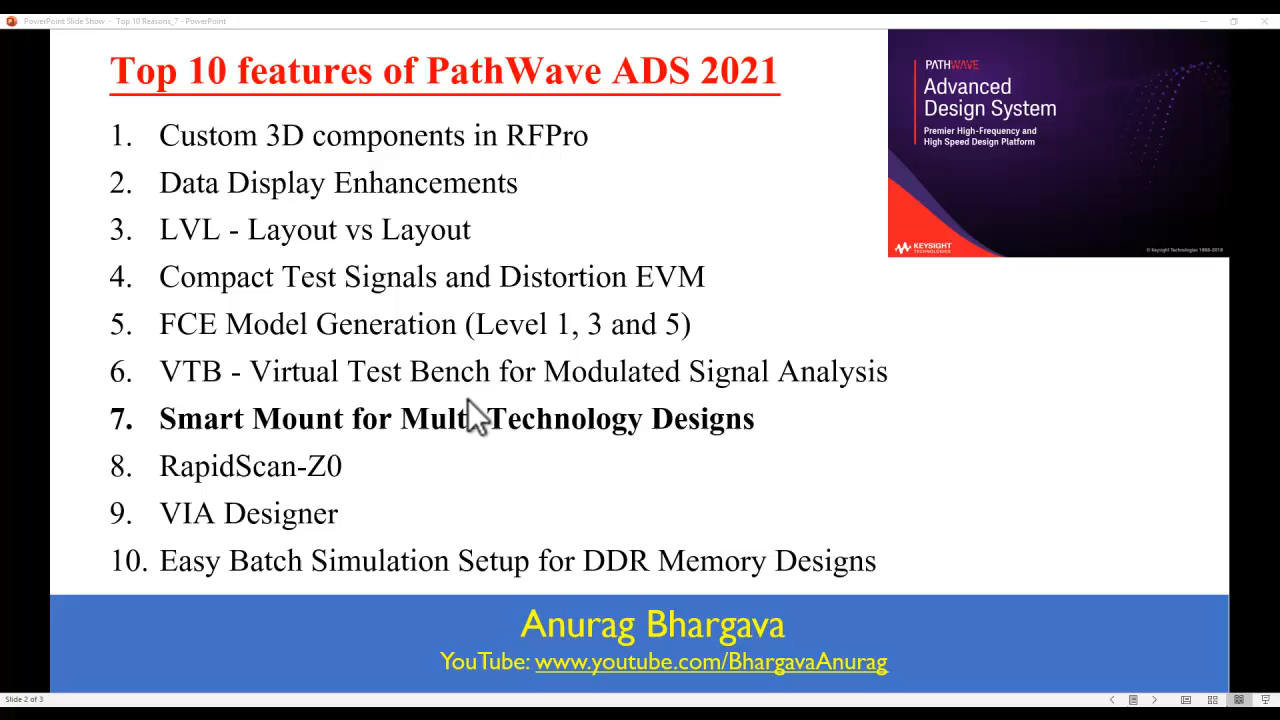 PowerPoint Slide Show - Top 10 Reasons_7 - PowerPoint
Top 10 features of PathWave ADS 2021
1. Custom 3D components in RFPro
2. Data Display Enhancements
3. LVL - Layout vs Layout
4. Compact Test Signals and Distortion EVM
5. FCE Model Generation (Level 1, 3 and 5)
6. VTB - Virtual Test Bench for Modulated Signal Analysis
7. Smart Mount for Mult Technology Designs
8. RapidScan-Z0
9. VIA Designer
10. Easy Batch Simulation Setup for DDR Memory Designs
PATHWAVE
Advanced
Design System
Premier High-Frequency and
High Speed Design Platform
KEYSIGHT
TECHNOLOGIES
© Keysight Technologies 1985-2019
Anurag Bhargava
YouTube: www.youtube.com/BhargavaAnurag
Slide 2 of 3